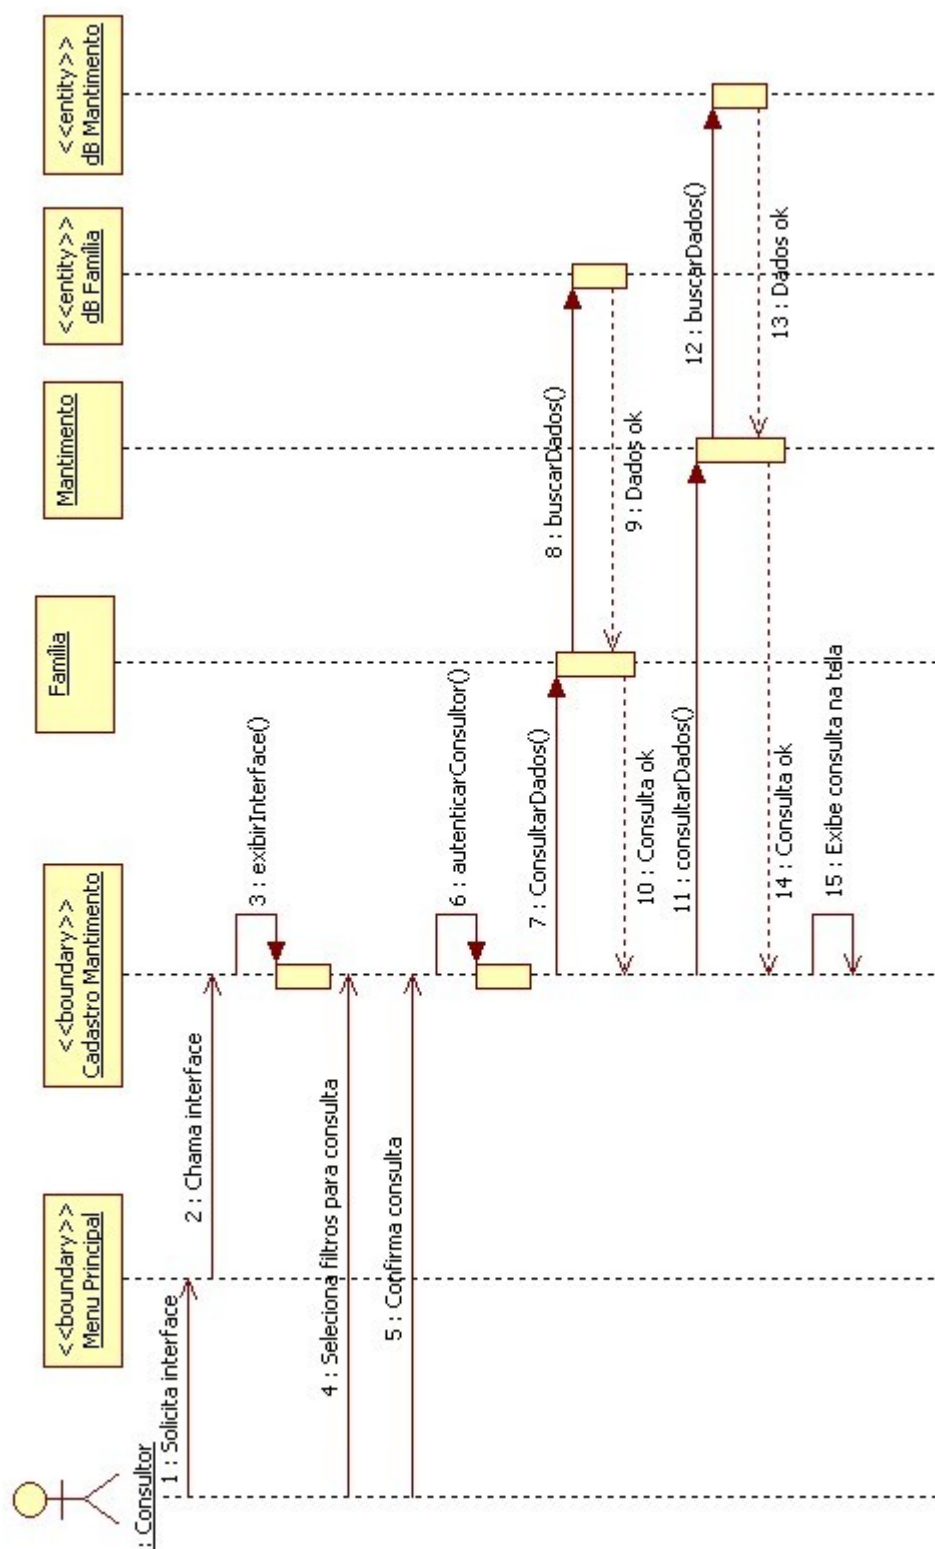 : Consultor
<<boundary>>
Menu Principal
<<boundary>>
Cadastro Mantimento
Família
Mantimento
<<entity>>
dB Família
<<entity>>
dB Mantimento
1 : Solicita interface
2 : Chama interface
3 : exibirInterface()
4 : Seleciona filtros para consulta
5 : Confirma consulta
6 : autenticarConsultor()
7 : ConsultarDados()
8 : buscarDados()
9 : Dados ok
10 : Consulta ok
11 : consultarDados()
12 : buscarDados()
13 : Dados ok
14 : Consulta ok
15 : Exibe consulta na tela